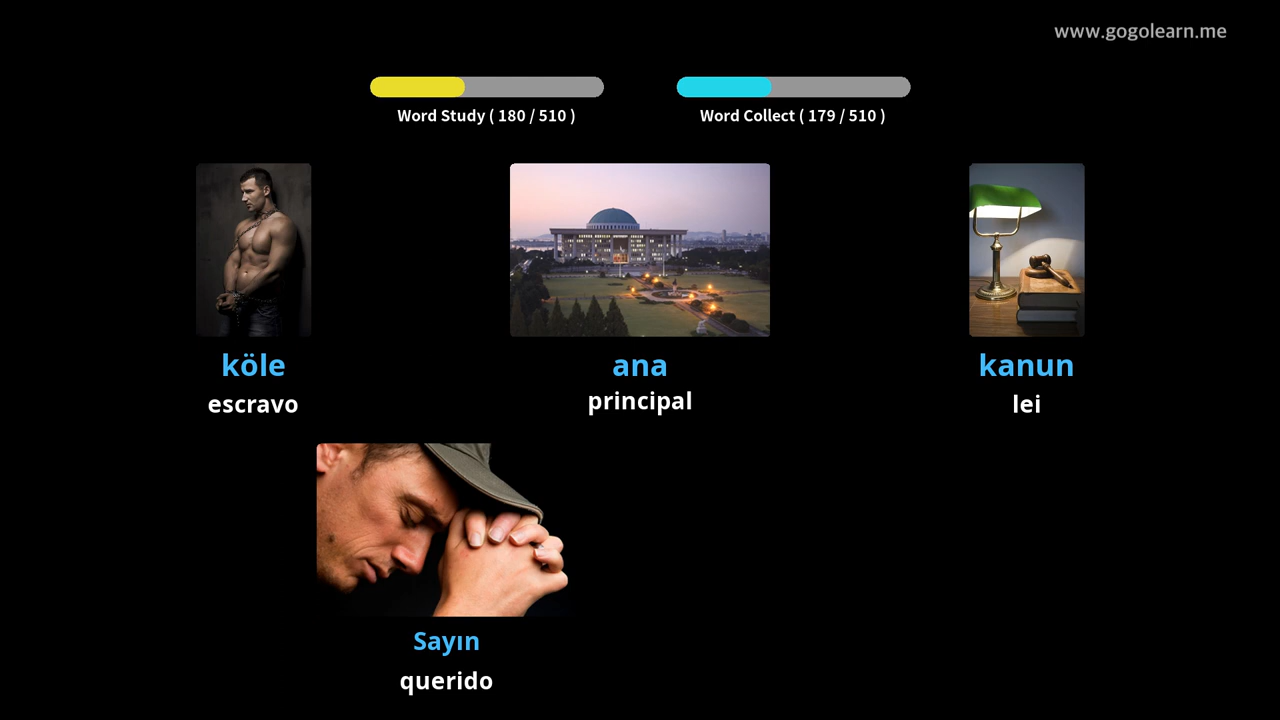 www.gogolearn.me
Word Study ( 180 / 510 )
Word Collect ( 179 / 510 )
köle
ana
kanun
escravo
principal
lei
Sayın
querido